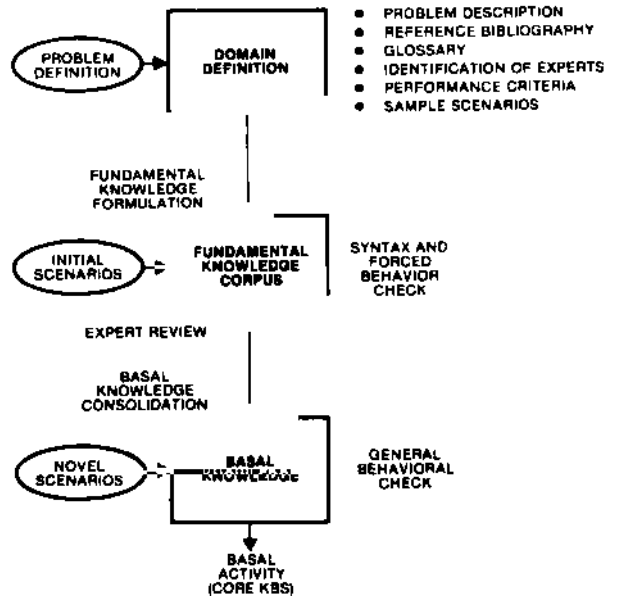 PROBLEM
DEFINITION
DOMAIN
DEFINITION
● PROBLEM DESCRIPTION
● REFERENCE BIBLIOGRAPHY
● GLOSSARY
● IDENTIFICATION OF EXPERTS
● PERFORMANCE CRITERIA
● SAMPLE SCENARIOS
FUNDAMENTAL
KNOWLEDGE
FORMULATION
INITIAL
SCENARIOS
FUNDAMENTAL
KNOWLEDGE
CORPUS
SYNTAX AND
FORCED
BEHAVIOR
CHECK
EXPERT REVIEW
BASAL
KNOWLEDGE
CONSOLIDATION
NOVEL
SCENARIOS
BASAL
KNOWLEDGE
GENERAL
BEHAVIORAL
CHECK
BASAL
ACTIVITY
(CORE KBS)